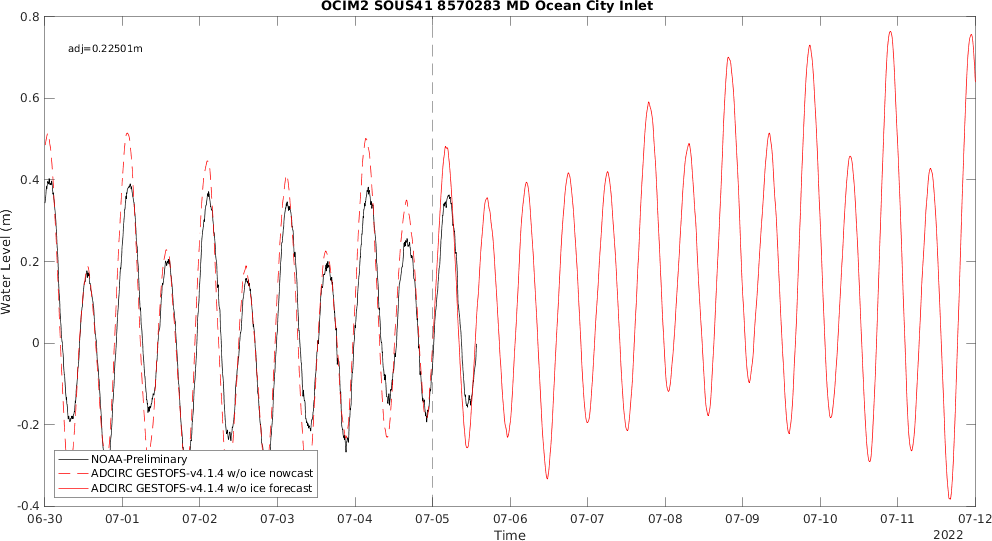 OCIM2 SOUS41 8570283 MD Ocean City Inlet
adj=0.22501m
Water Level (m)
0.8
0.6
0.4
0.2
0
-0.2
-0.4
NOAA-Preliminary
ADCIRC GESTOFS-v4.1.4 w/o ice nowcast
ADCIRC GESTOFS-v4.1.4 w/o ice forecast
06-30 07-01 07-02 07-03 07-04 07-05 07-06 07-07 07-08 07-09 07-10 07-11 07-12
Time
2022